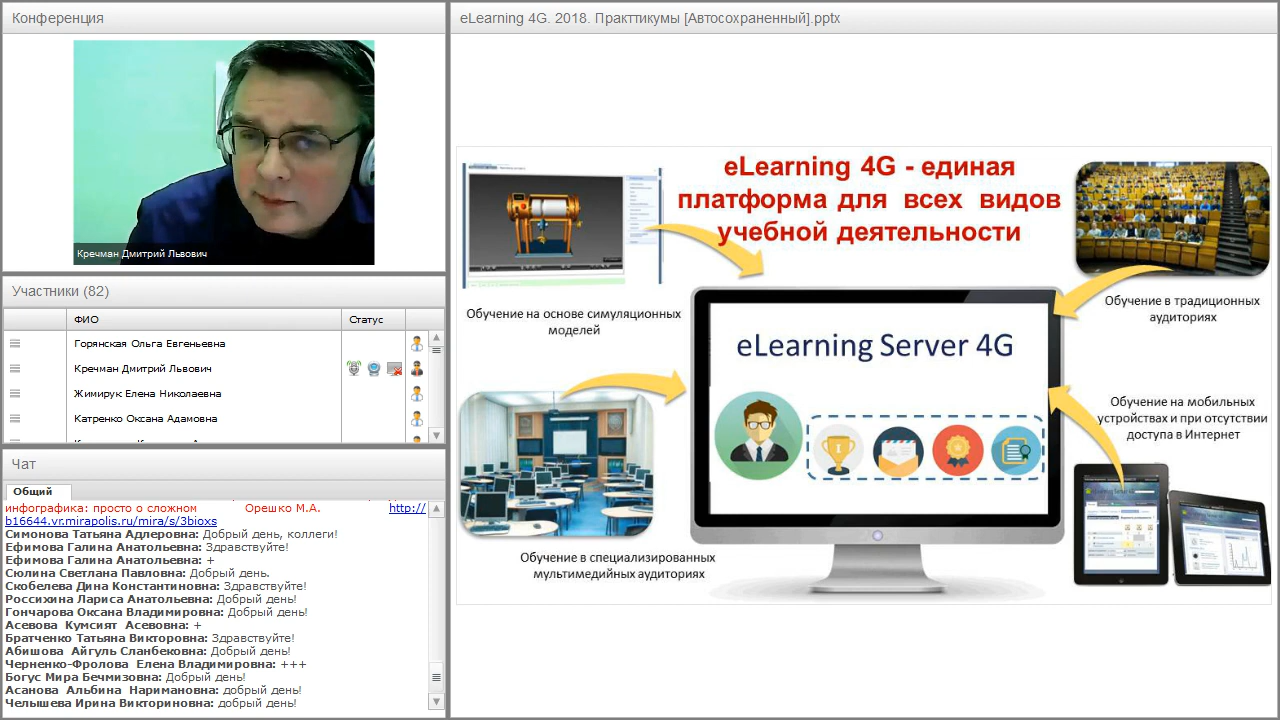 Конференция
Кречман Дмитрий Львович
Участники (82)
ФИО
Статус
Горянская Ольга Евгеньевна
Кречман Дмитрий Львович
Жимирук Елена Николаевна
Катренко Оксана Адамовна
Чат
Общий
инфографика: просто о сложном Орешко М.А. http://
b16644.vr.mirapolis.ru/mira/s/3bioxs
Симонова Татьяна Адлеровна: Добрый день, коллеги!
Ефимова Галина Анатольевна: Здравствуйте!
Ефимова Галина Анатольевна: +
Сюлина Светлана Павловна: Добрый день.
Скобелева Дина Константиновна: Здравствуйте!
Россихина Лариса Анатольевна: Добрый день!
Гончарова Оксана Владимировна: Добрый день!
Асевова Кумсият Асевовна: +
Братченко Татьяна Викторовна: Здравствуйте!
Абишова Айгуль Сланбековна: Добрый день!
Черненко-Фролова Елена Владимировна: +++
Богус Мира Бечмизовна: Добрый день!
Асанова Альбина Наримановна: добрый день!
Челышева Ирина Викториновна: добрый день!
eLearning 4G. 2018. Практтикумы [Автосохраненный].pptx
eLearning 4G - единая
платформа для всех видов
учебной деятельности
Обучение на основе симуляционных
моделей
Обучение в традиционных
аудиториях
eLearning Server 4G
Обучение на мобильных
устройствах и при отсутствии
доступа в Интернет
Обучение в специализированных
мультимедийных аудиториях